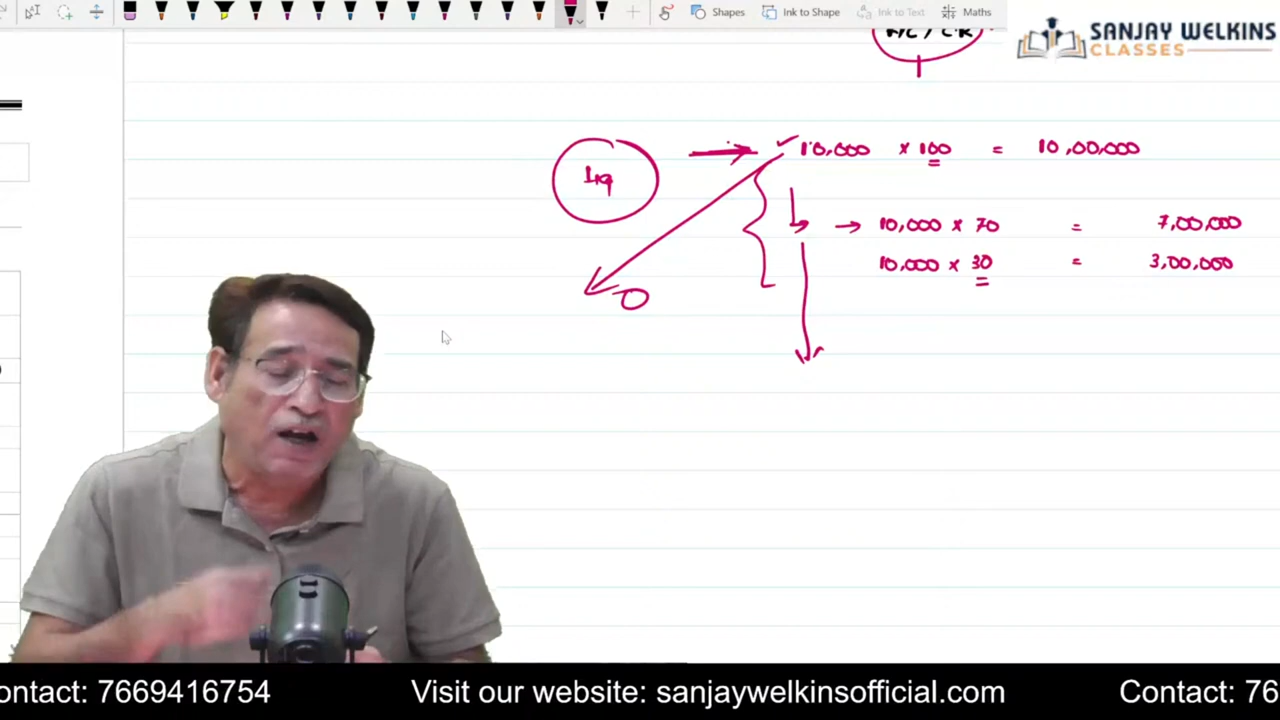 Shapes Ink to Shape Ink to Text Maths
SANJAY WELKINS
CLASSES
Liq
10,000 × 100 = 10,00,000
→ 10,000 × 70 = 7,00,000
10,000 × 30 = 3,00,000
0
ontact: 7669416754 Visit our website: sanjaywelkinsofficial.com Contact: 76